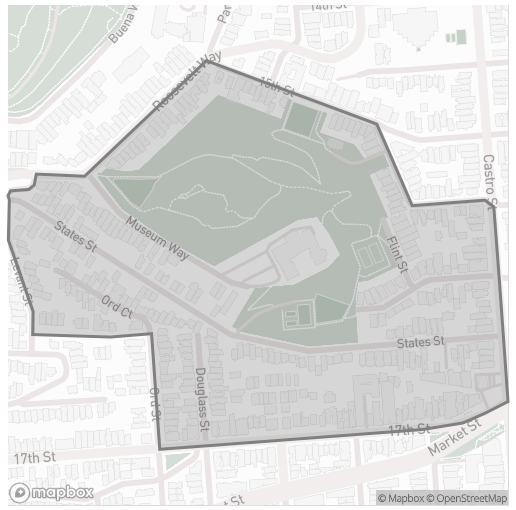 14th St
Buena V
Par
Roosevelt Way
15th St
Castro St
States St
Museum Way
Flint St
Levant St
Ord Ct
States St
Ord St
Douglass St
17th St
Market St
17th St
et St
mapbox
© Mapbox © OpenStreetMap